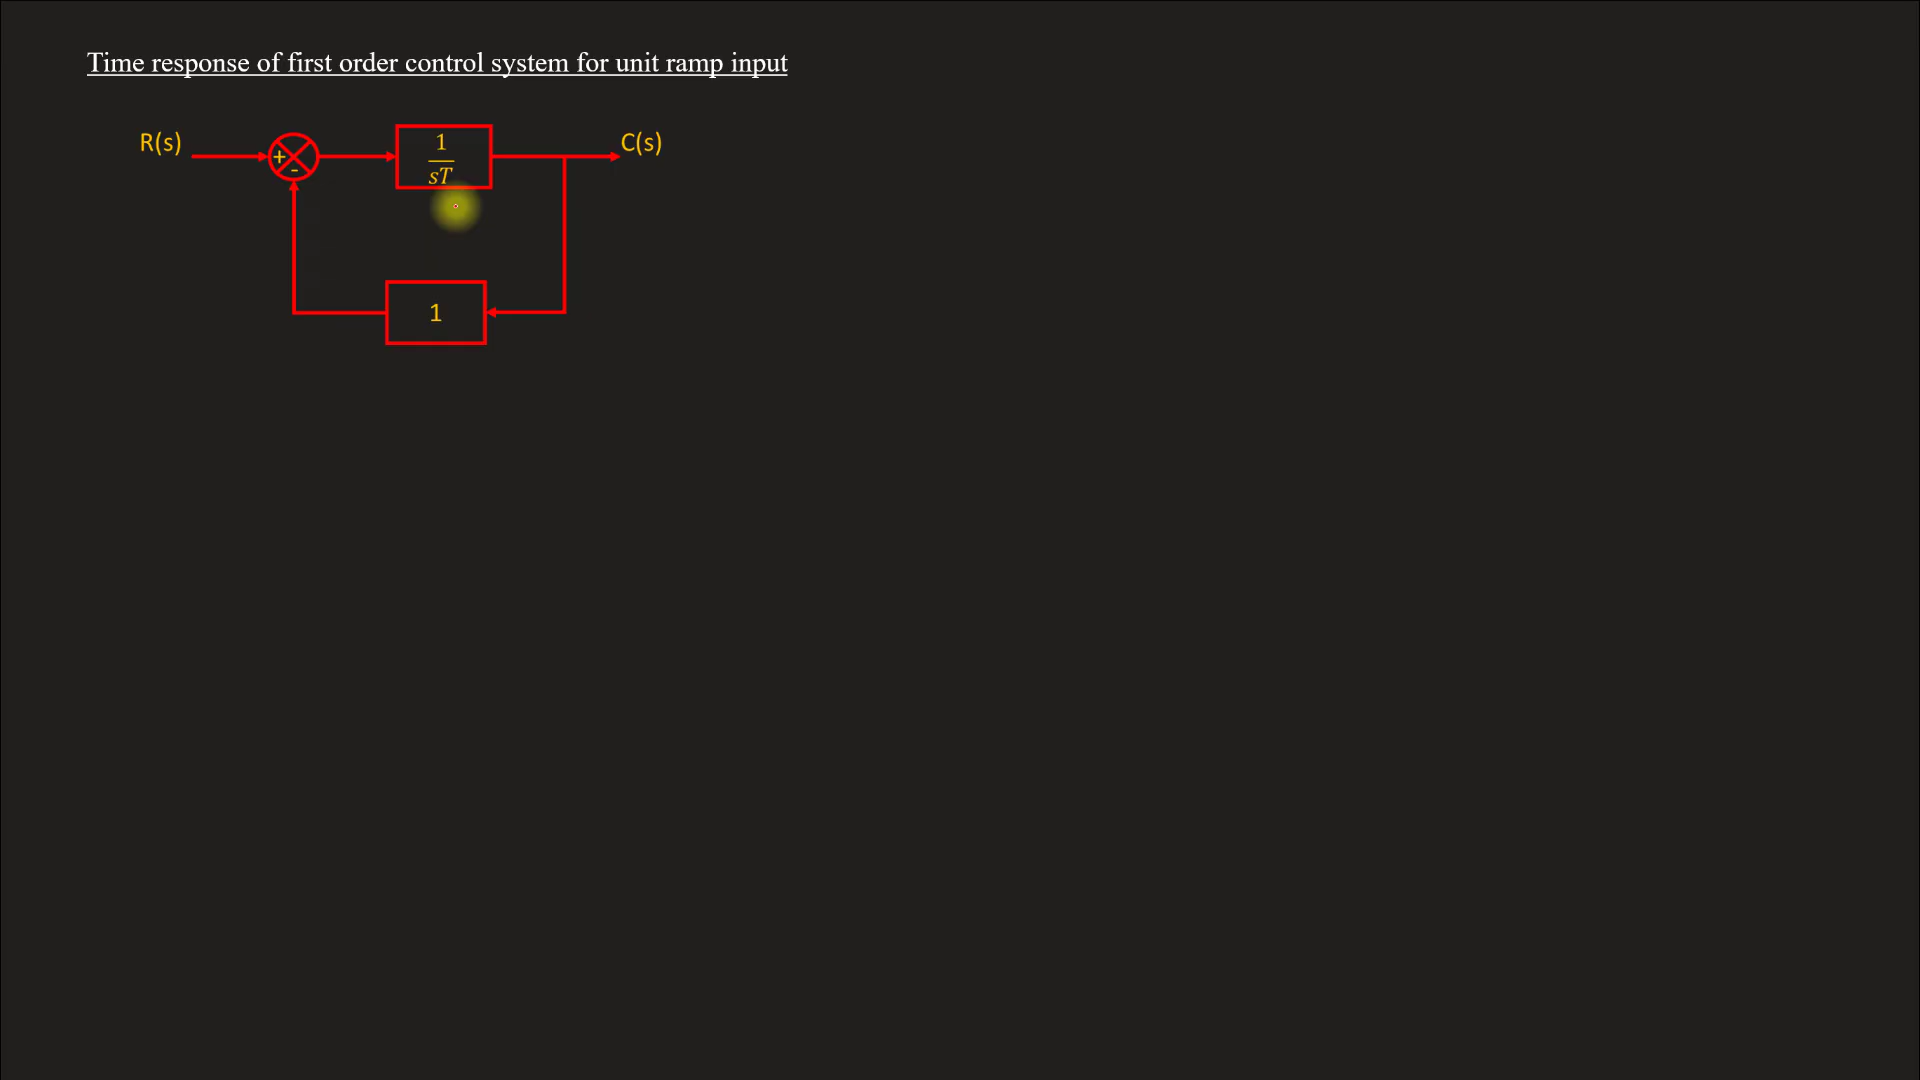 Time response of first order control system for unit ramp input
R(s)
+
-
1
sT
C(s)
1